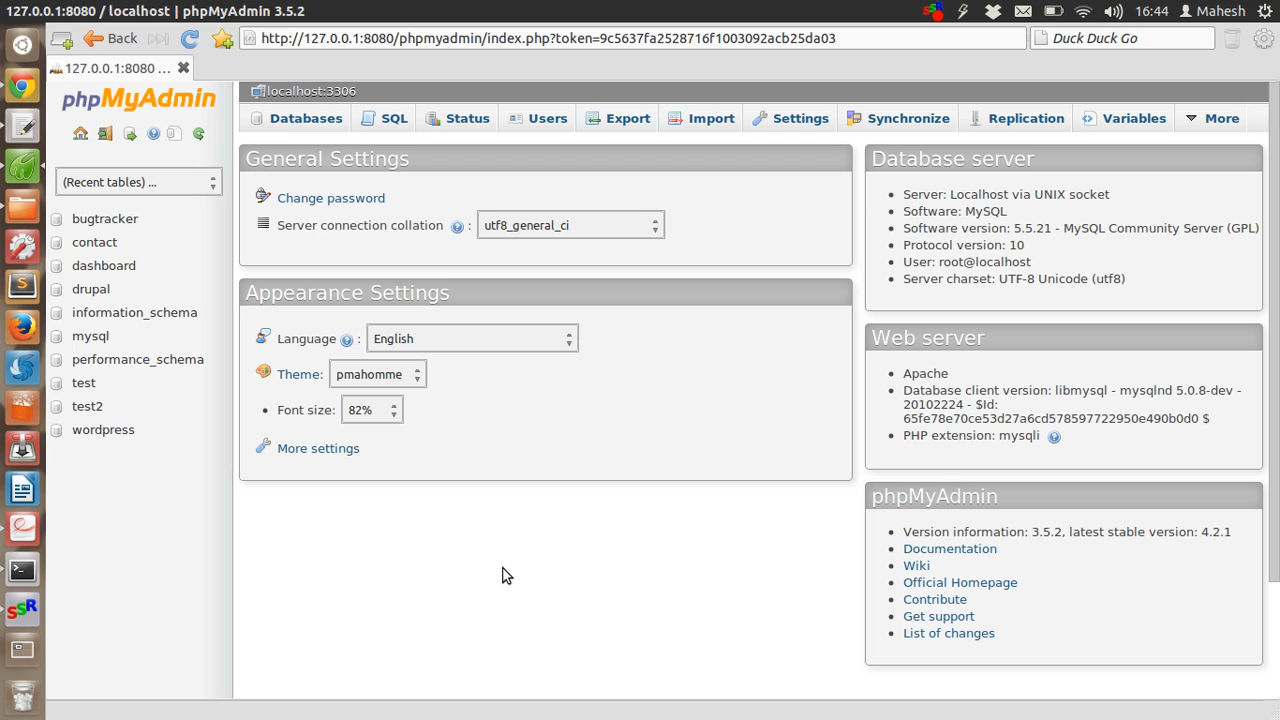 127.0.0.1:8080 / localhost | phpMyAdmin 3.5.2
16:44 Mahesh
Back
http://127.0.0.1:8080/phpmyadmin/index.php?token=9c5637fa2528716f1003092acb25da03
Duck Duck Go
127.0.0.1:8080 ...
phpMyAdmin
(Recent tables) ...
bugtracker
contact
dashboard
drupal
information_schema
mysql
performance_schema
test
test2
wordpress
localhost:3306
Databases SQL Status Users Export Import Settings Synchronize Replication Variables More
General Settings
Change password
Server connection collation : utf8_general_ci
Appearance Settings
Language : English
Theme: pmahomme
Font size: 82%
More settings
Database server
Server: Localhost via UNIX socket
Software: MySQL
Software version: 5.5.21 - MySQL Community Server (GPL)
Protocol version: 10
User: root@localhost
Server charset: UTF-8 Unicode (utf8)
Web server
Apache
Database client version: libmysql - mysqlnd 5.0.8-dev -
20102224 - $Id:
65fe78e70ce53d27a6cd578597722950e490b0d0 $
PHP extension: mysqli
phpMyAdmin
Version information: 3.5.2, latest stable version: 4.2.1
Documentation
Wiki
Official Homepage
Contribute
Get support
List of changes
SSR